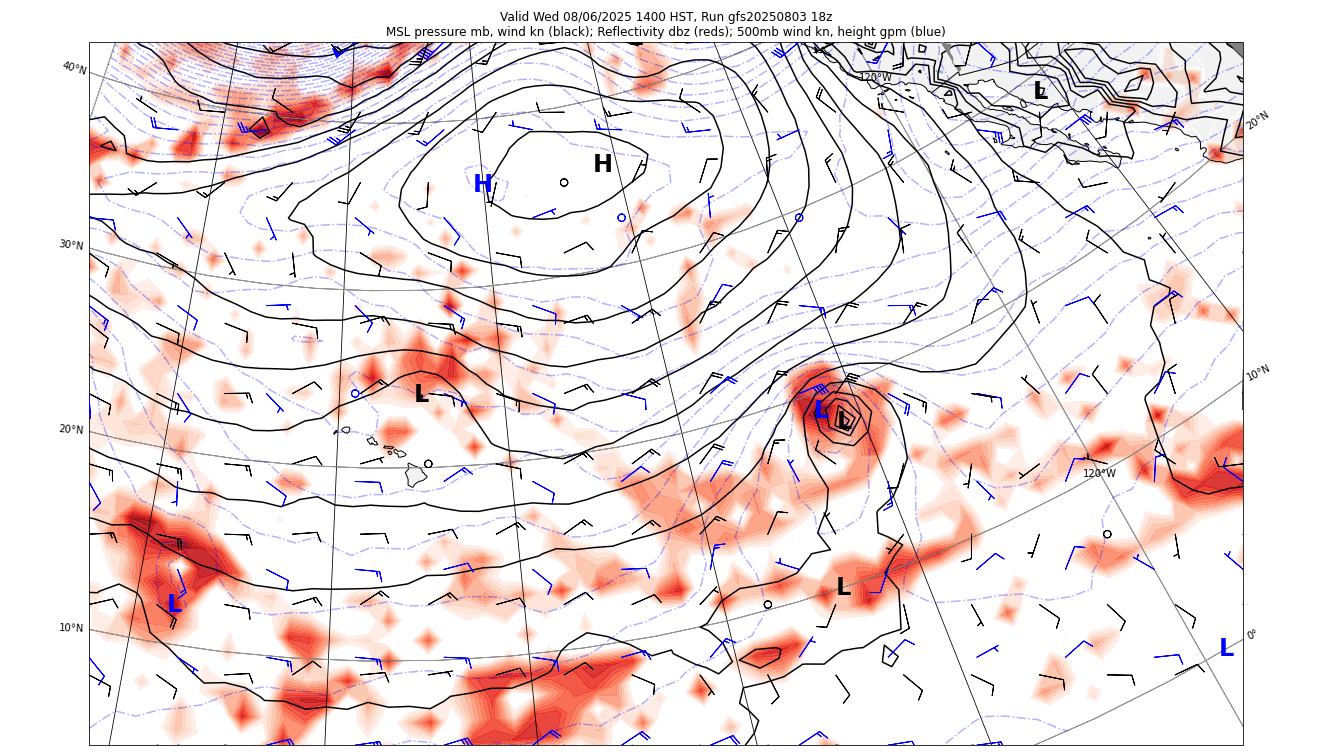 Valid Wed 08/06/2025 1400 HST, Run gfs20250803 18z
MSL pressure mb, wind kn (black); Reflectivity dbz (reds); 500mb wind kn, height gpm (blue)
40°N
120°W
L
20°N
H
H
30°N
10°N
L
L
L
20°N
120°W
L
L
10°N
0°
L